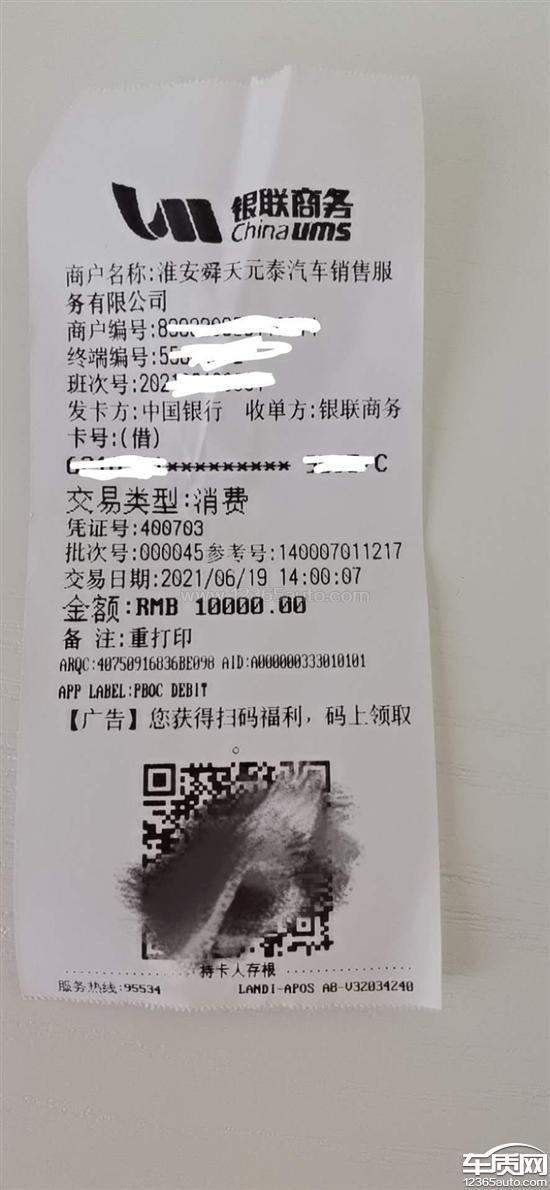 银联商务
China ums
商户名称:淮安舜天元泰汽车销售服
务有限公司
商户编号:
终端编号:
班次号:
发卡方:中国银行 收单方:银联商务
卡号:(借)
********* C
交易类型:消费
凭证号:400703
批次号:000045参考号:140007011217
交易日期:2021/06/19 14:00:07
www.12365auto.com
金额:RMB 10000.00
备 注:重打印
ARQC:40750916836BE098 AID:A000000333010101
APP LABEL:PBOC DEBIT
【广告】您获得扫码福利，码上领取
持卡人存根
服务热线:95534
LANDI-APOS A8-V32034240
车质网
12365auto.com